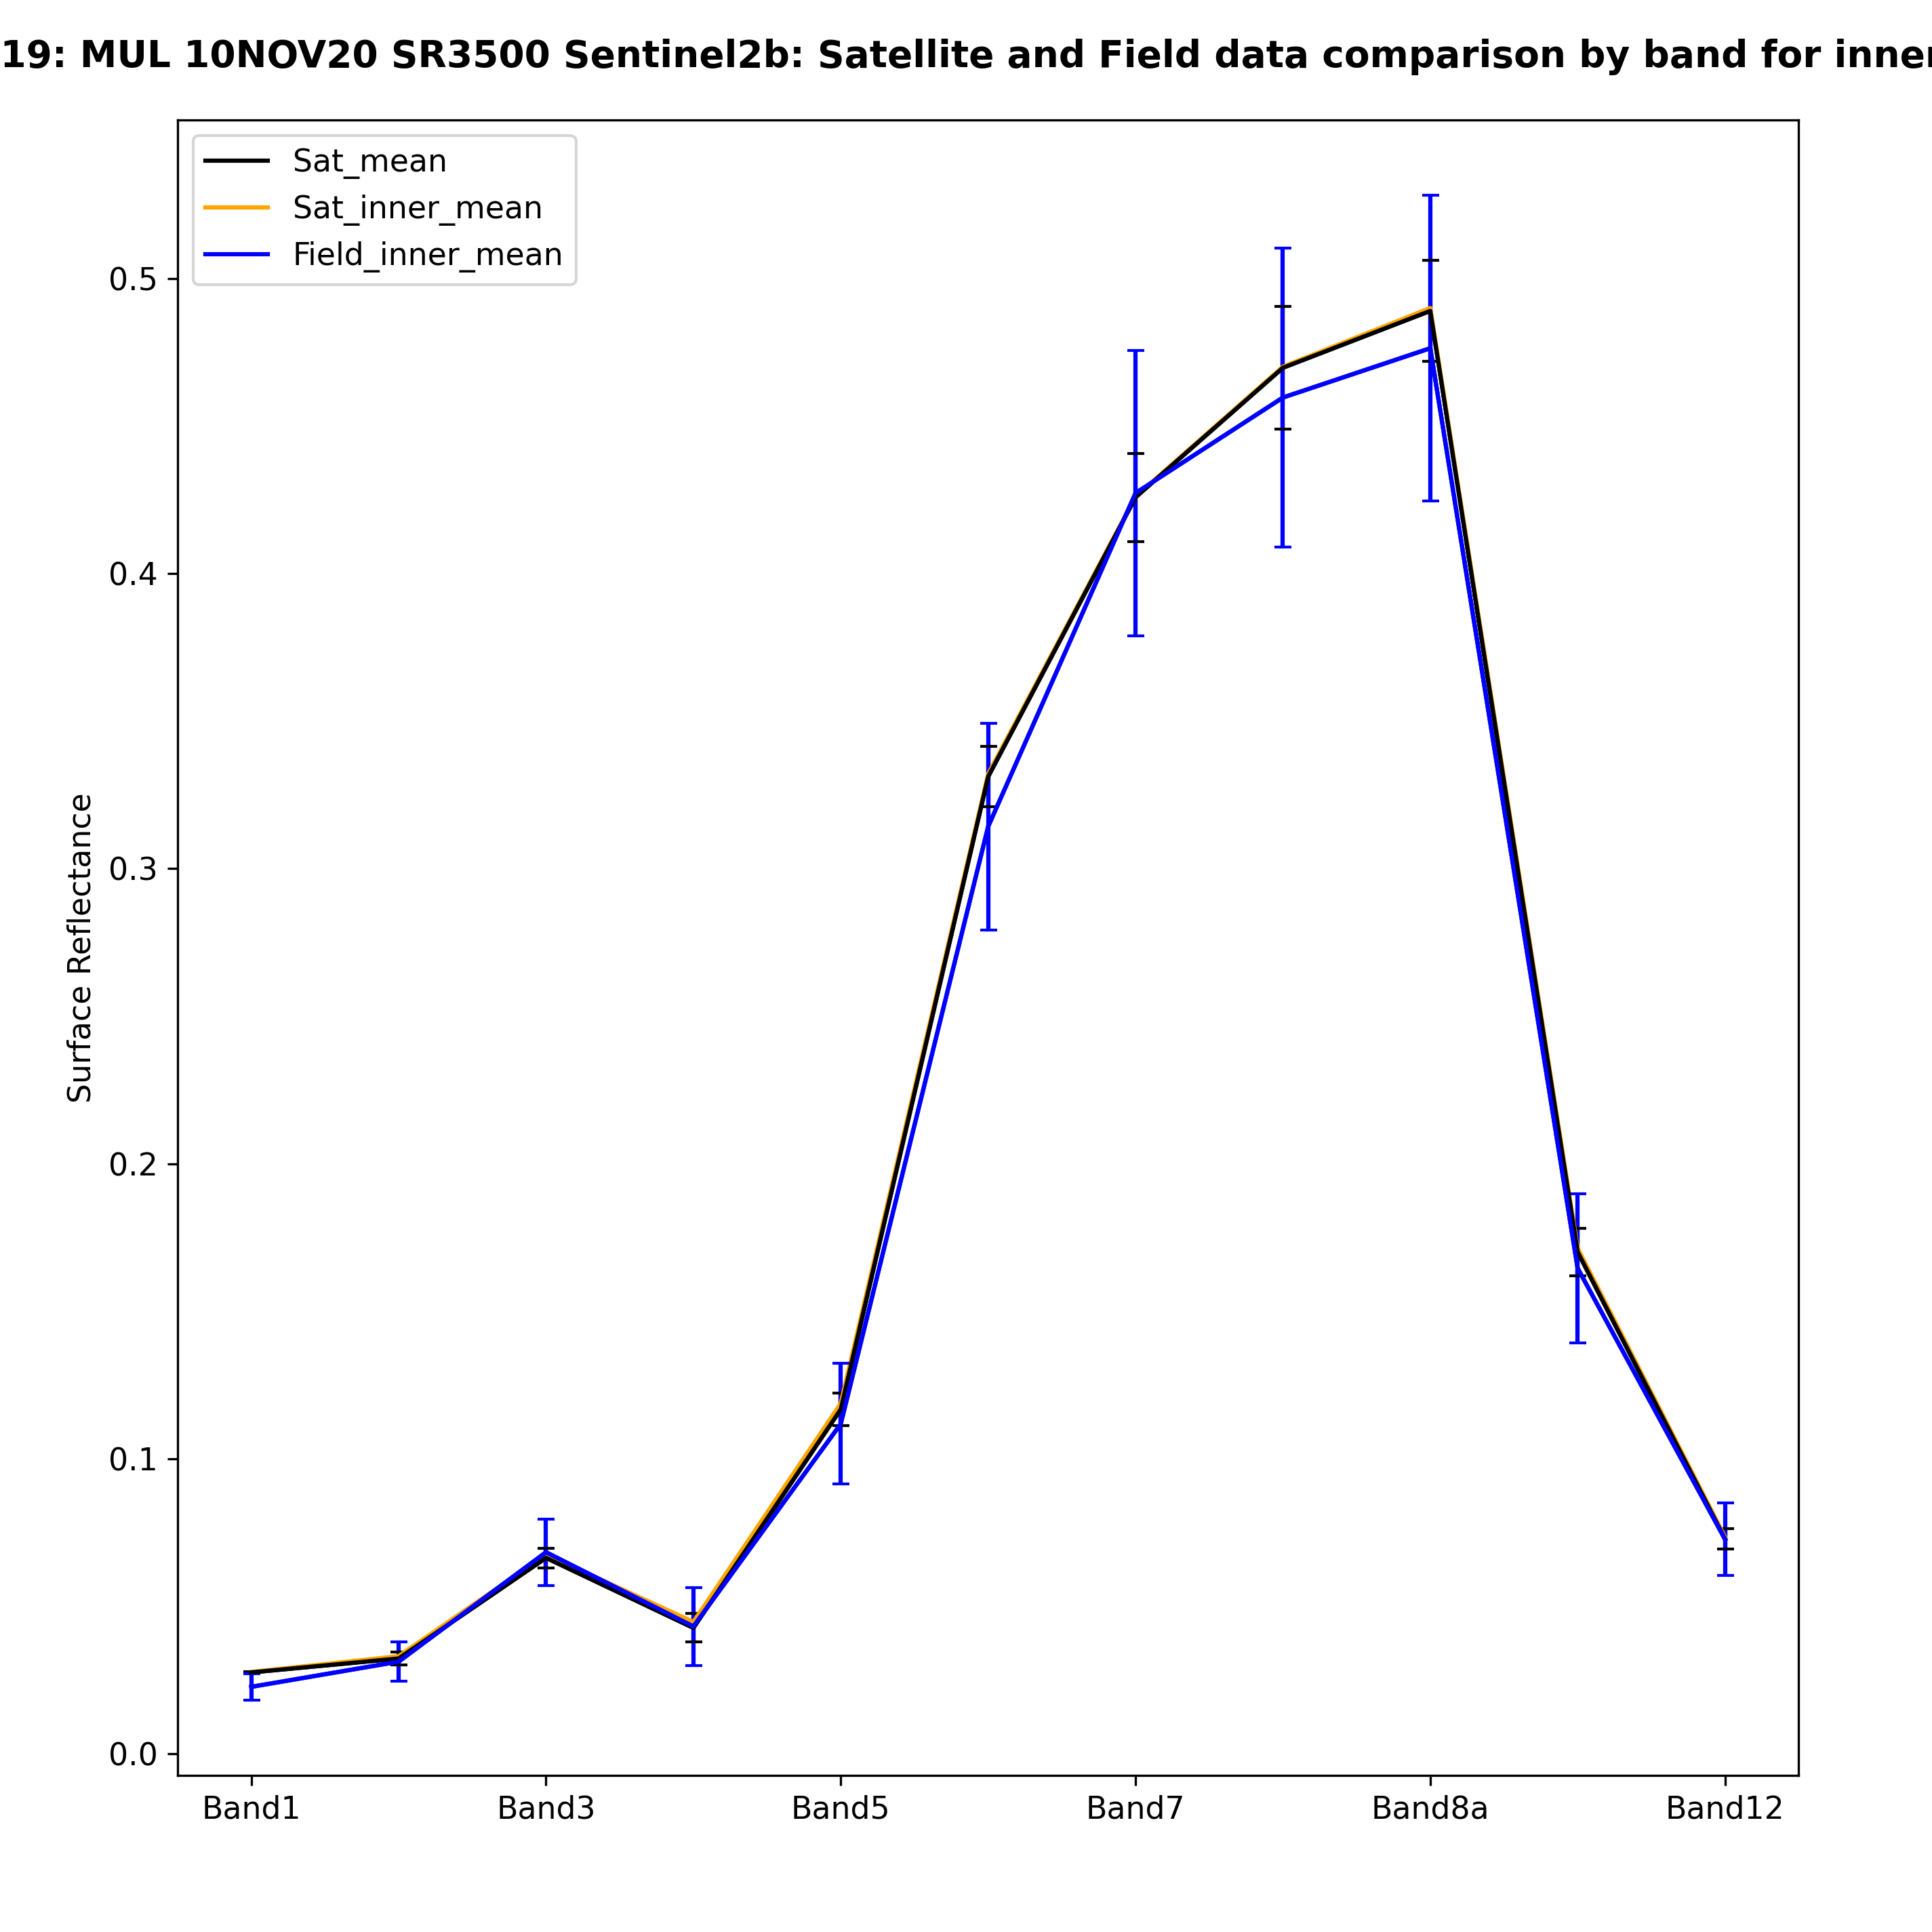 19: MUL 10NOV20 SR3500 Sentinel2b: Satellite and Field data comparison by band for inner
Sat_mean
Sat_inner_mean
Field_inner_mean
0.5
0.4
0.3
0.2
0.1
0.0
Surface Reflectance
Band1 Band3 Band5 Band7 Band8a Band12